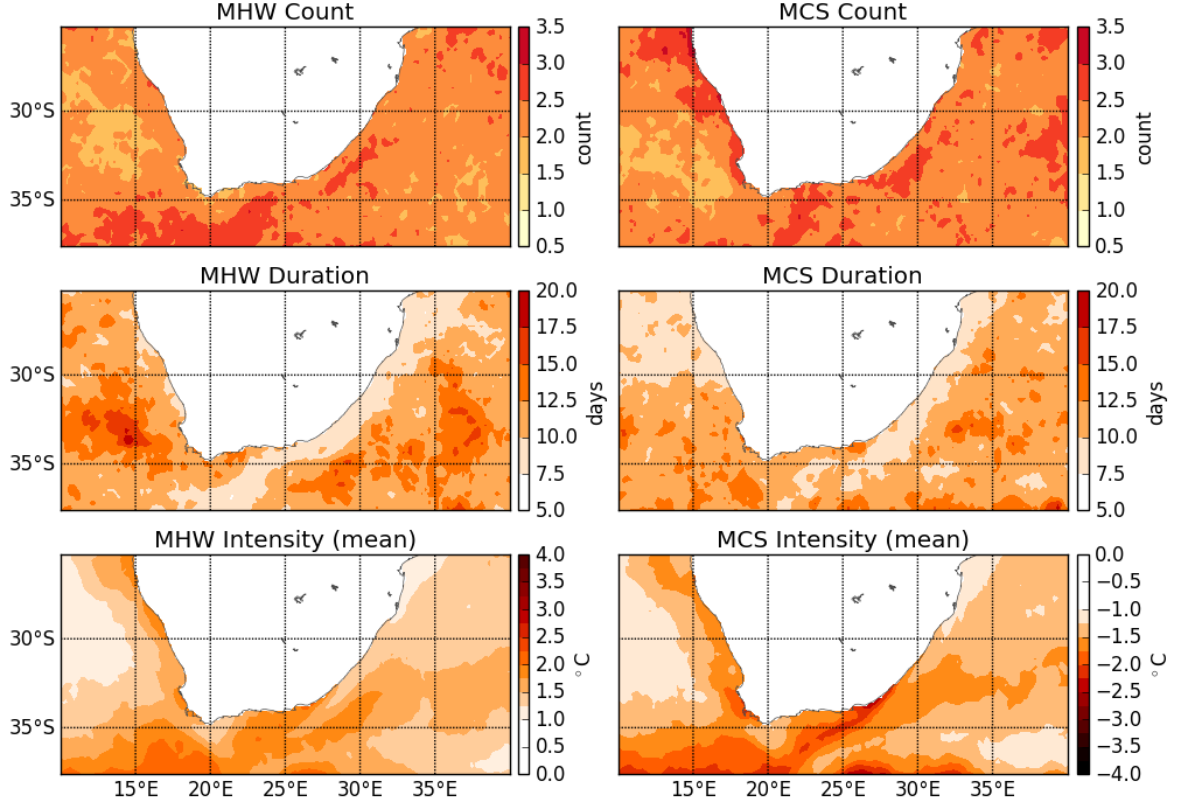 MHW Count
MCS Count
30°S
35°S
3.5
3.0
2.5
2.0
1.5
1.0
0.5
count
3.5
3.0
2.5
2.0
1.5
1.0
0.5
count
MHW Duration
MCS Duration
30°S
35°S
20.0
17.5
15.0
12.5
10.0
7.5
5.0
days
20.0
17.5
15.0
12.5
10.0
7.5
5.0
days
MHW Intensity (mean)
MCS Intensity (mean)
30°S
35°S
4.0
3.5
3.0
2.5
2.0
1.5
1.0
0.5
0.0
°C
0.0
−0.5
−1.0
−1.5
−2.0
−2.5
−3.0
−3.5
−4.0
°C
15°E 20°E 25°E 30°E 35°E
15°E 20°E 25°E 30°E 35°E